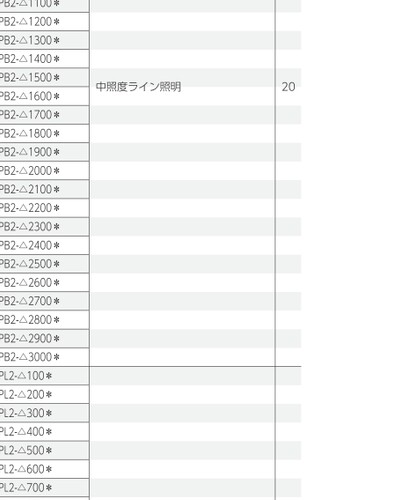 PB2-△1100✽
PB2-△1200✽
PB2-△1300✽
PB2-△1400✽
PB2-△1500✽
中照度ライン照明 20
PB2-△1600✽
PB2-△1700✽
PB2-△1800✽
PB2-△1900✽
PB2-△2000✽
PB2-△2100✽
PB2-△2200✽
PB2-△2300✽
PB2-△2400✽
PB2-△2500✽
PB2-△2600✽
PB2-△2700✽
PB2-△2800✽
PB2-△2900✽
PB2-△3000✽
PL2-△100✽
PL2-△200✽
PL2-△300✽
PL2-△400✽
PL2-△500✽
PL2-△600✽
PL2-△700✽